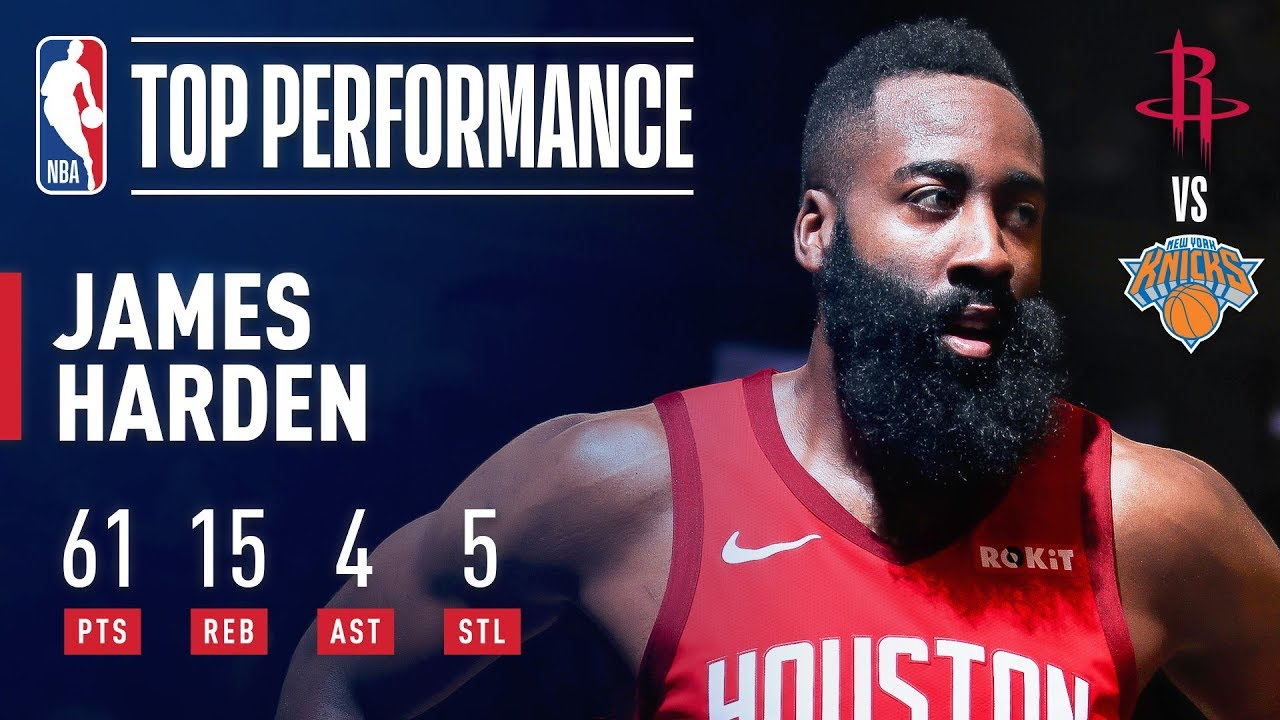 NBA
TOP PERFORMANCE
JAMES
HARDEN
61 15 4 5
PTS REB AST STL
R
VS
NEW YORK
KNICKS
ROKiT
HOUSTON